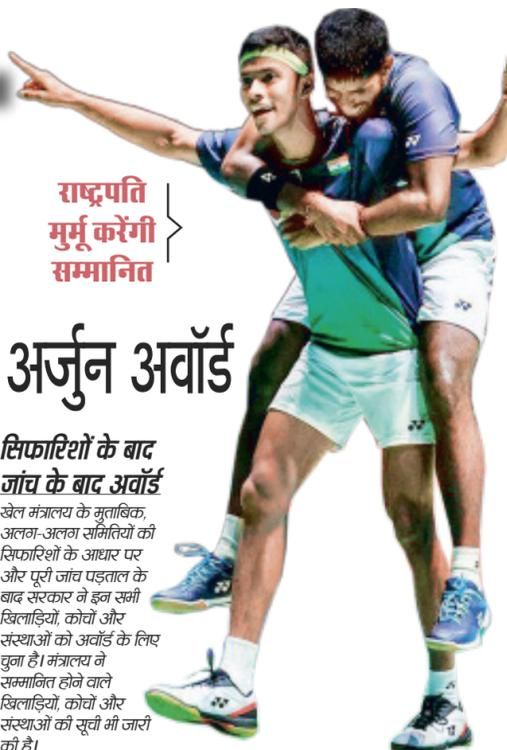 राष्ट्रपति
मुर्मू करेंगी
सम्मानित
अर्जुन अवॉर्ड
सिफारिशों के बाद
जांच के बाद अवॉर्ड
खेल मंत्रालय के मुताबिक,
अलग-अलग समितियों की
सिफारिशों के आधार पर
और पूरी जांच पड़ताल के
बाद सरकार ने इन सभी
खिलाड़ियों, कोचों और
संस्थाओं को अवॉर्ड के लिए
चुना है। मंत्रालय ने
सम्मानित होने वाले
खिलाड़ियों, कोचों और
संस्थाओं की सूची भी जारी
की है।